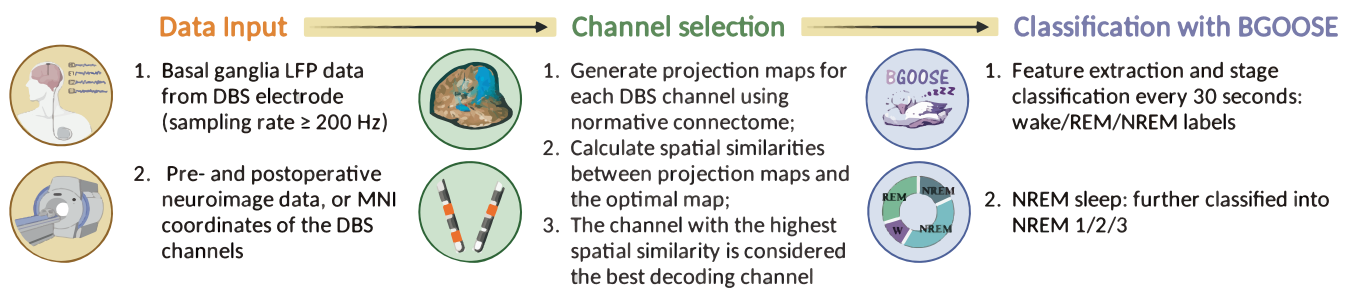 Data Input
Channel selection
Classification with BGOOSE
1. Basal ganglia LFP data
from DBS electrode
(sampling rate ≥ 200 Hz)
2. Pre- and postoperative
neuroimage data, or MNI
coordinates of the DBS
channels
1. Generate projection maps for
each DBS channel using
normative connectome;
2. Calculate spatial similarities
between projection maps and
the optimal map;
3. The channel with the highest
spatial similarity is considered
the best decoding channel
BGOOSE
zzZZ
1. Feature extraction and stage
classification every 30 seconds:
wake/REM/NREM labels
REM
NREM
W
NREM
2. NREM sleep: further classified into
NREM 1/2/3